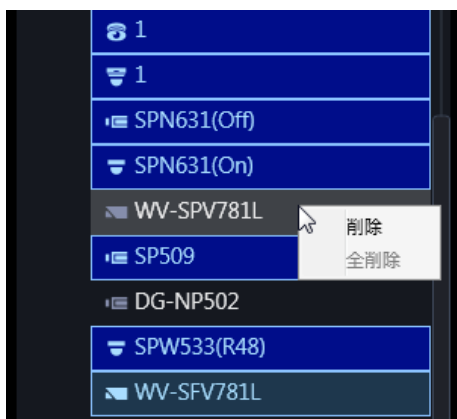 1
1
SPN631(Off)
SPN631(On)
WV-SPV781L
削除
全削除
SP509
DG-NP502
SPW533(R48)
WV-SFV781L